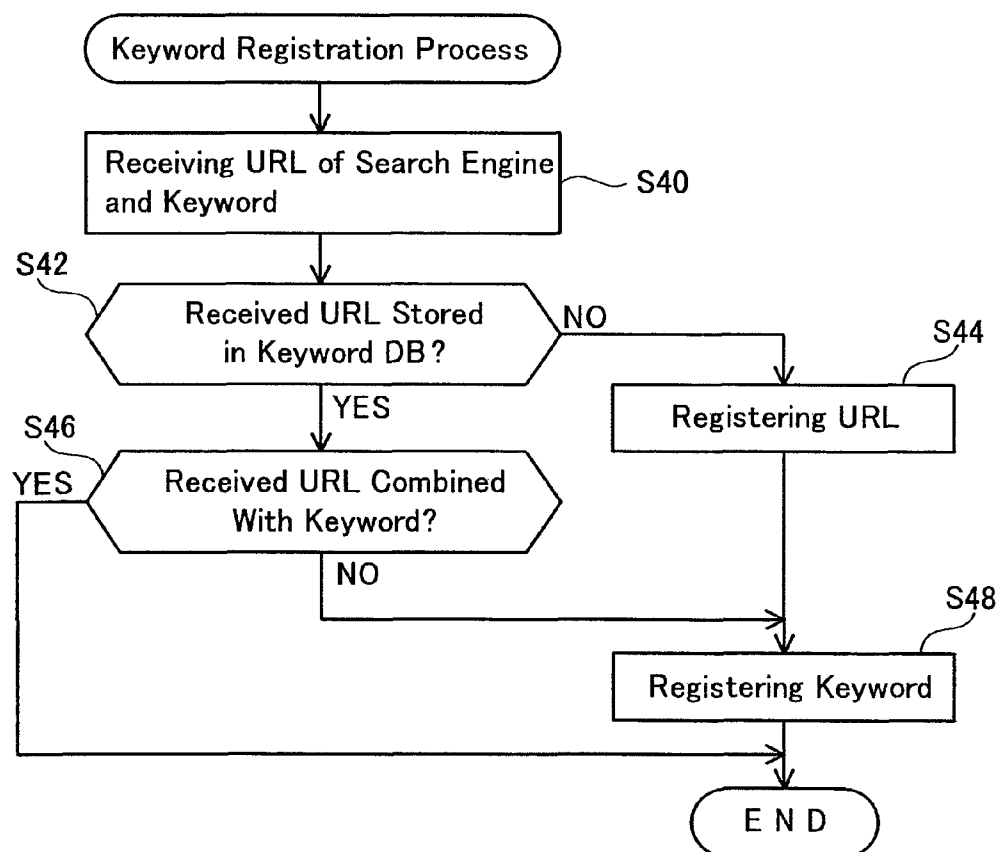 Keyword Registration Process
Receiving URL of Search Engine
and Keyword
S40
S42
Received URL Stored
in Keyword DB?
NO
S44
YES
Registering URL
S46
YES
Received URL Combined
With Keyword?
NO
S48
Registering Keyword
END